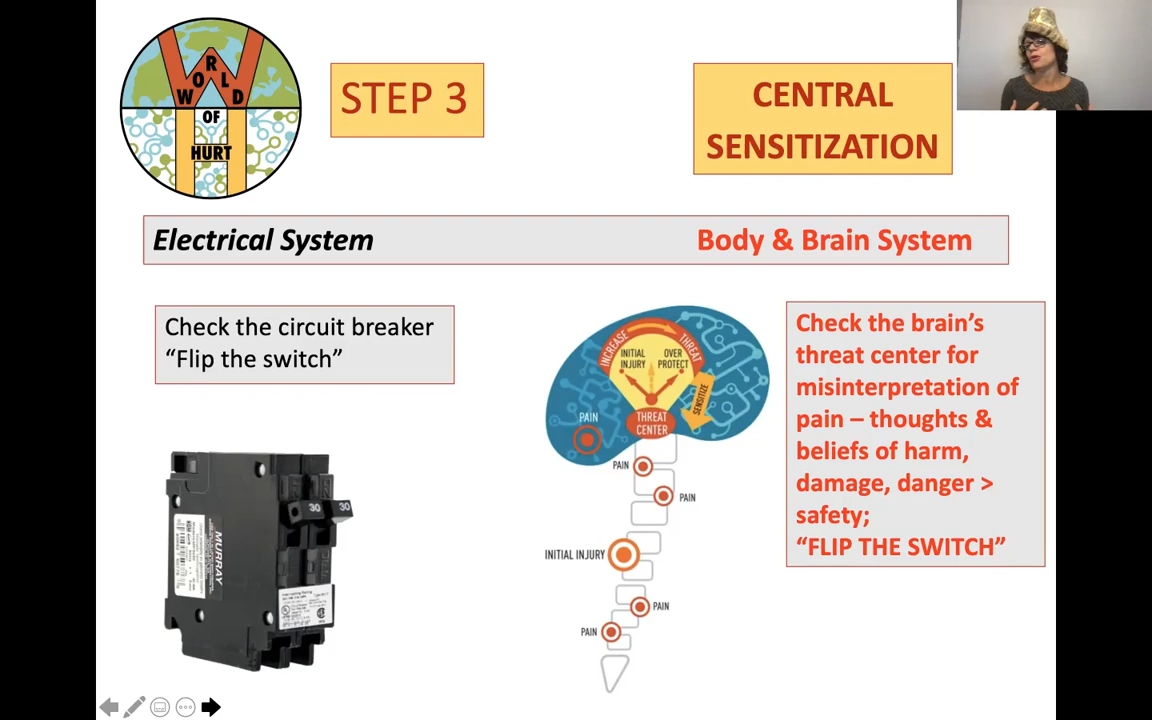 WORLD
OF
HURT
STEP 3
CENTRAL
SENSITIZATION
Electrical System
Body & Brain System
Check the circuit breaker
“Flip the switch”
Check the brain’s
threat center for
misinterpretation of
pain – thoughts &
beliefs of harm,
damage, danger >
safety;
“FLIP THE SWITCH”
INCREASE THREAT
INITIAL
INJURY
OVER
PROTECT
SENSITIZE
THREAT
CENTER
PAIN
PAIN
PAIN
INITIAL INJURY
PAIN
PAIN
30
30
MURRAY